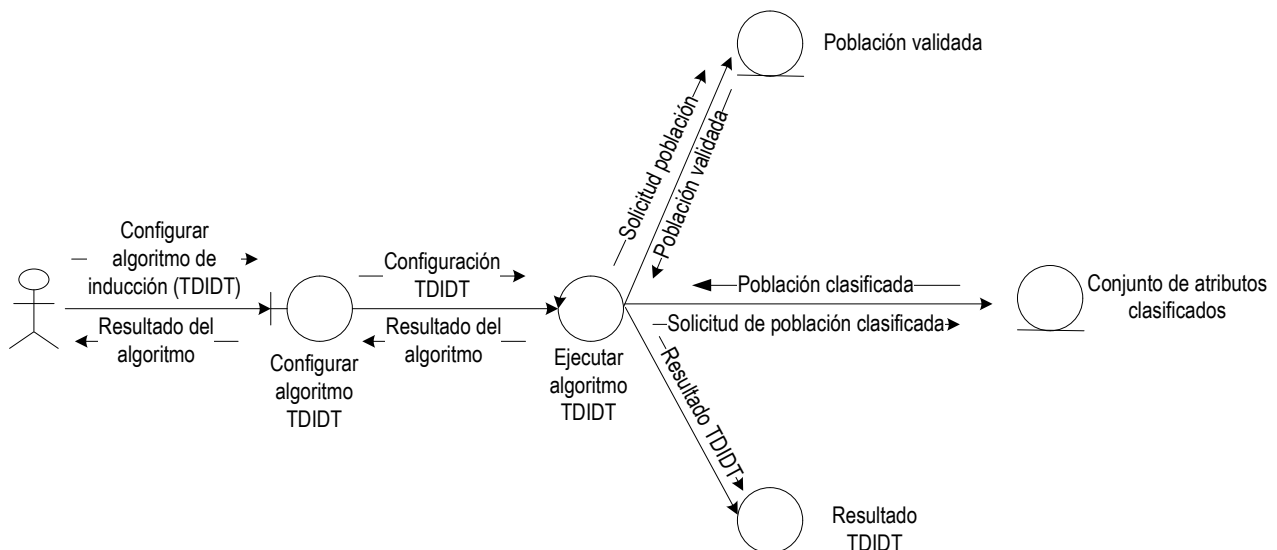 Población validada
Solicitud población
Población validada
Configurar
algoritmo de
inducción (TDIDT)
Resultado del
algoritmo
Configurar
algoritmo
TDIDT
Configuración
TDIDT
Resultado del
algoritmo
Ejecutar
algoritmo
TDIDT
Población clasificada
Solicitud de población clasificada
Conjunto de atributos
clasificados
Resultado TDIDT
Resultado
TDIDT